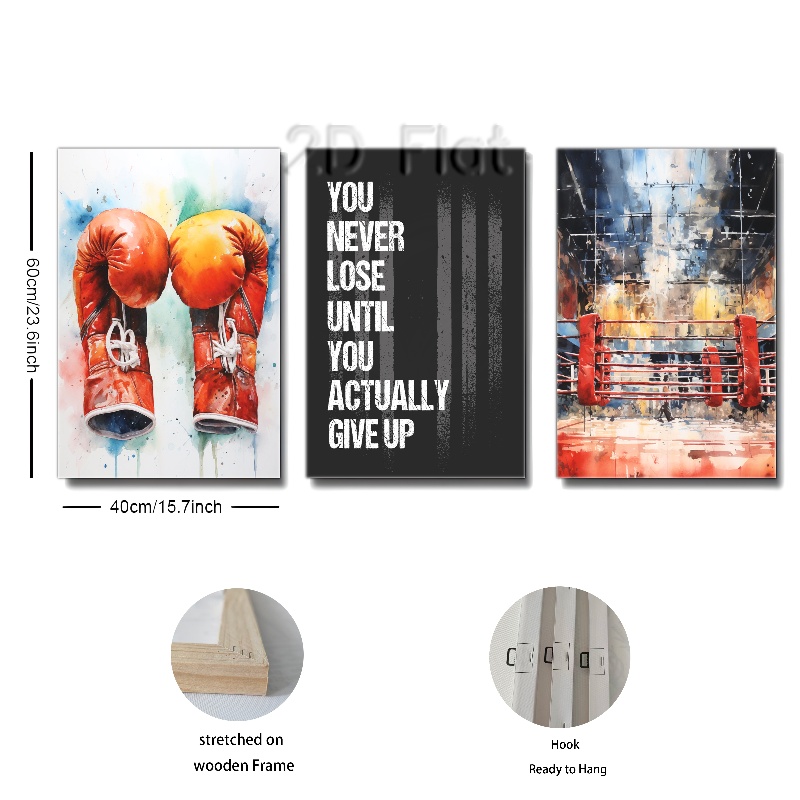 2D Flat
YOU
NEVER
LOSE
UNTIL
YOU
ACTUALLY
GIVE UP
60cm/23.6inch
40cm/15.7inch
stretched on
wooden Frame
Hook
Ready to Hang